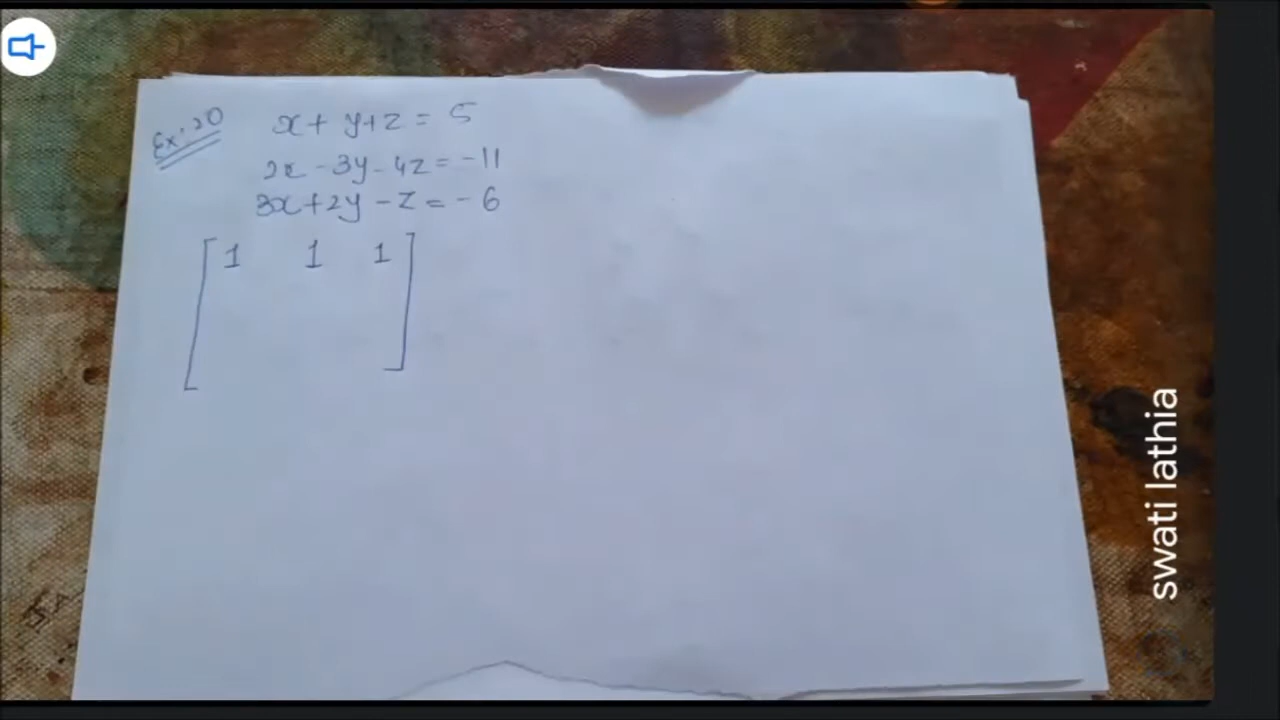 Ex:20
x + y + z = 5
2x - 3y - 4z = -11
3x + 2y - z = -6
[ 1 1 1 ]
swati lathia